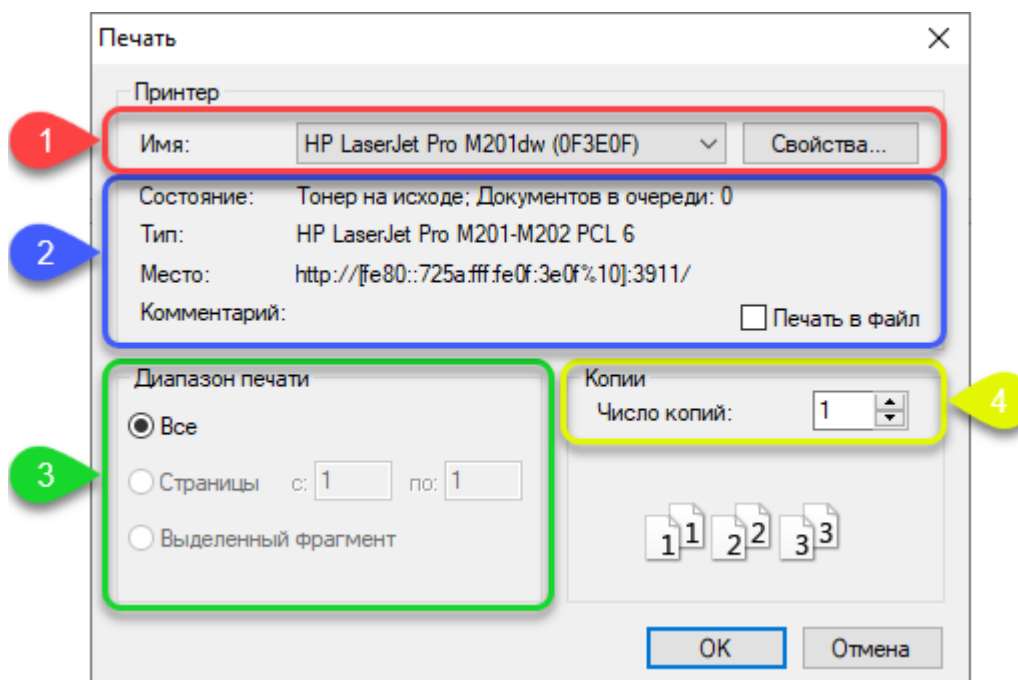 Печать
Принтер
1
Имя: HP LaserJet Pro M201dw (0F3E0F) Свойства...
2
Состояние: Тонер на исходе; Документов в очереди: 0
Тип: HP LaserJet Pro M201-M202 PCL 6
Место: http://[fe80::725a:fff:fe0f:3e0f%10]:3911/
Комментарий: Печать в файл
3
Диапазон печати
Все
Страницы с: 1 по: 1
Выделенный фрагмент
4
Копии
Число копий: 1
1 1 2 2 3 3
OK Отмена